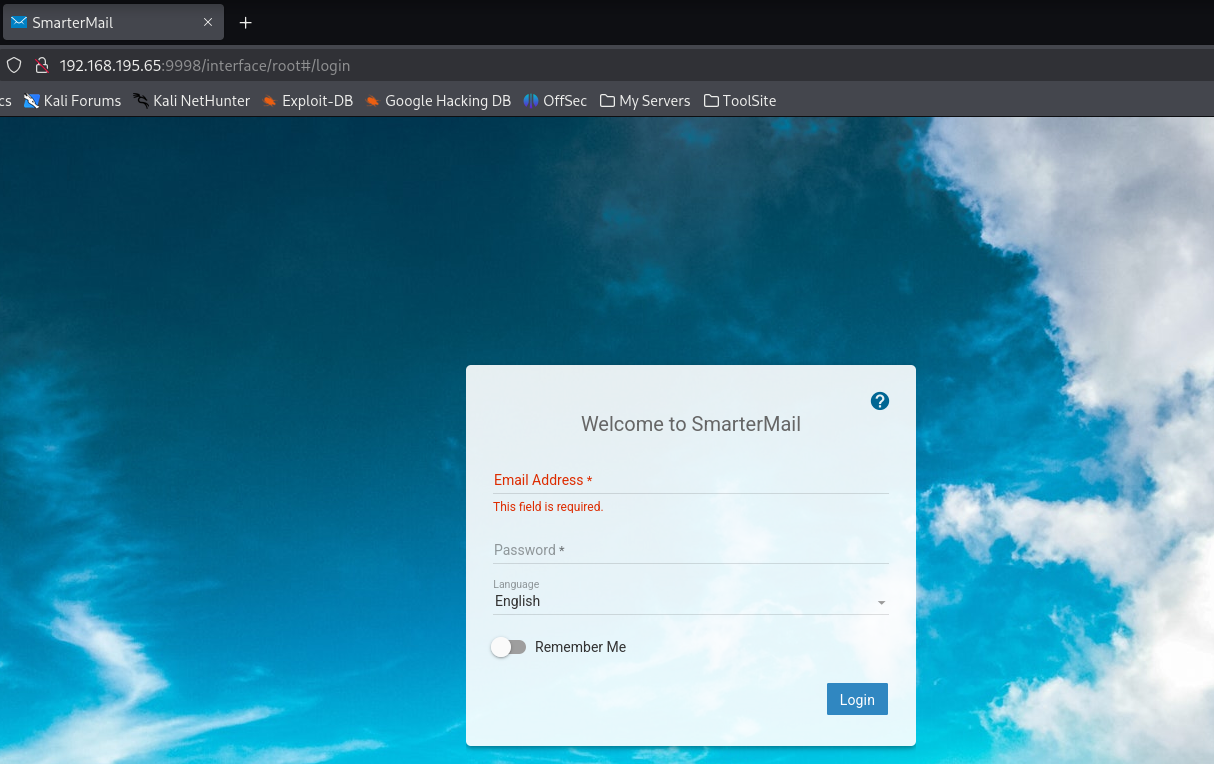 SmarterMail
192.168.195.65:9998/interface/root#/login
cs Kali Forums Kali NetHunter Exploit-DB Google Hacking DB OffSec My Servers ToolSite
Welcome to SmarterMail
Email Address *
This field is required.
Password *
Language
English
Remember Me
Login